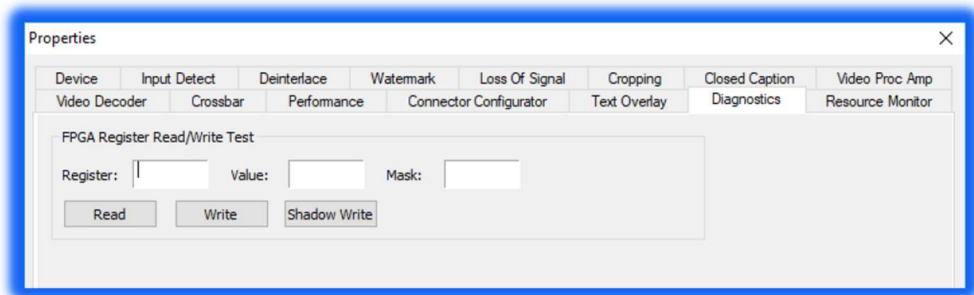 Properties
Device Input Detect Deinterlace Watermark Loss Of Signal Cropping Closed Caption Video Proc Amp
Video Decoder Crossbar Performance Connector Configurator Text Overlay Diagnostics Resource Monitor
FPGA Register Read/Write Test
Register: Value: Mask:
Read Write Shadow Write